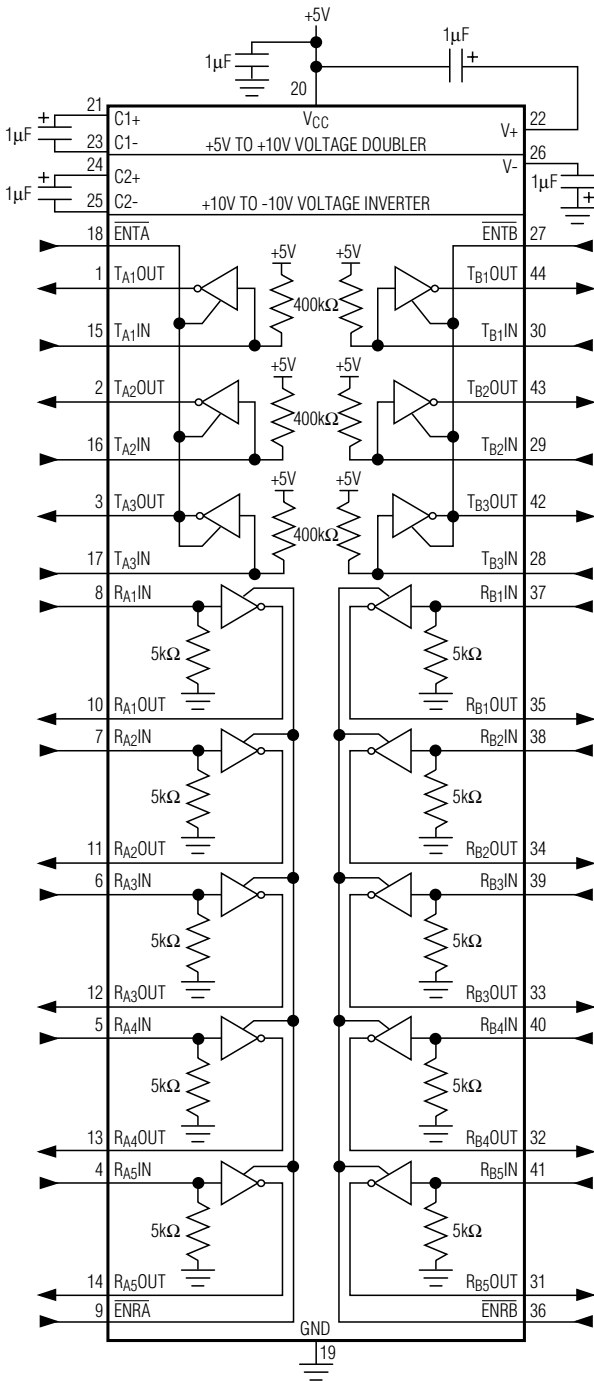 +5V
1µF
1µF +
20
21 C1+ VCC V+ 22
1µF +
23 C1- +5V TO +10V VOLTAGE DOUBLER
24 C2+ V- 26
1µF +
25 C2- +10V TO -10V VOLTAGE INVERTER
1µF +
18 ENTA ENTB 27
+5V +5V
1 TA1OUT TB1OUT 44
400kΩ
15 TA1IN TB1IN 30
+5V +5V
2 TA2OUT TB2OUT 43
400kΩ
16 TA2IN TB2IN 29
+5V +5V
3 TA3OUT TB3OUT 42
400kΩ
17 TA3IN TB3IN 28
8 RA1IN RB1IN 37
5kΩ 5kΩ
10 RA1OUT RB1OUT 35
7 RA2IN RB2IN 38
5kΩ 5kΩ
11 RA2OUT RB2OUT 34
6 RA3IN RB3IN 39
5kΩ 5kΩ
12 RA3OUT RB3OUT 33
5 RA4IN RB4IN 40
5kΩ 5kΩ
13 RA4OUT RB4OUT 32
4 RA5IN RB5IN 41
5kΩ 5kΩ
14 RA5OUT RB5OUT 31
9 ENRA ENRB 36
GND
19